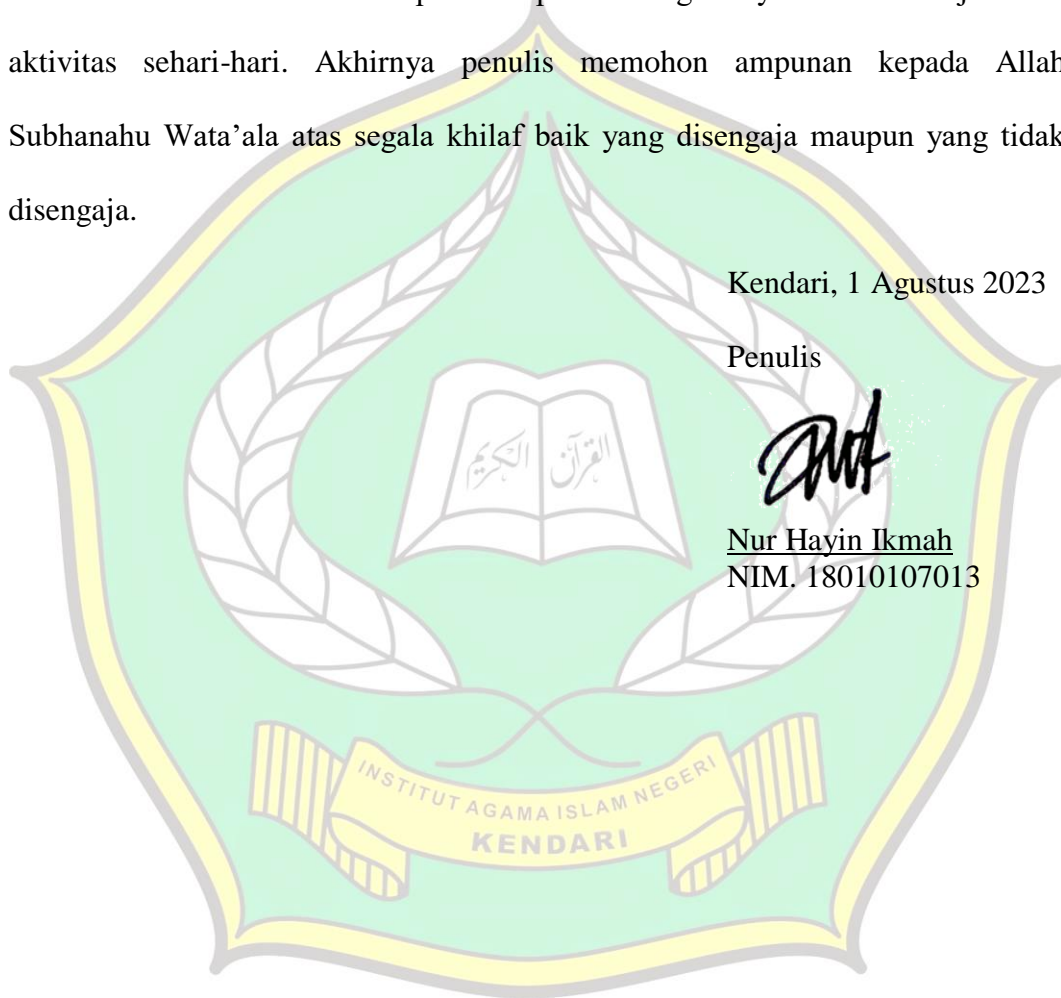 aktivitas sehari-hari. Akhirnya penulis memohon ampunan kepada Allah
Subhanahu Wata’ala atas segala khilaf baik yang disengaja maupun yang tidak
disengaja.
Kendari, 1 Agustus 2023
Penulis
القرآن الكريم
Nur Hayin Ikmah
NIM. 18010107013
INSTITUT AGAMA ISLAM NEGERI
KENDARI